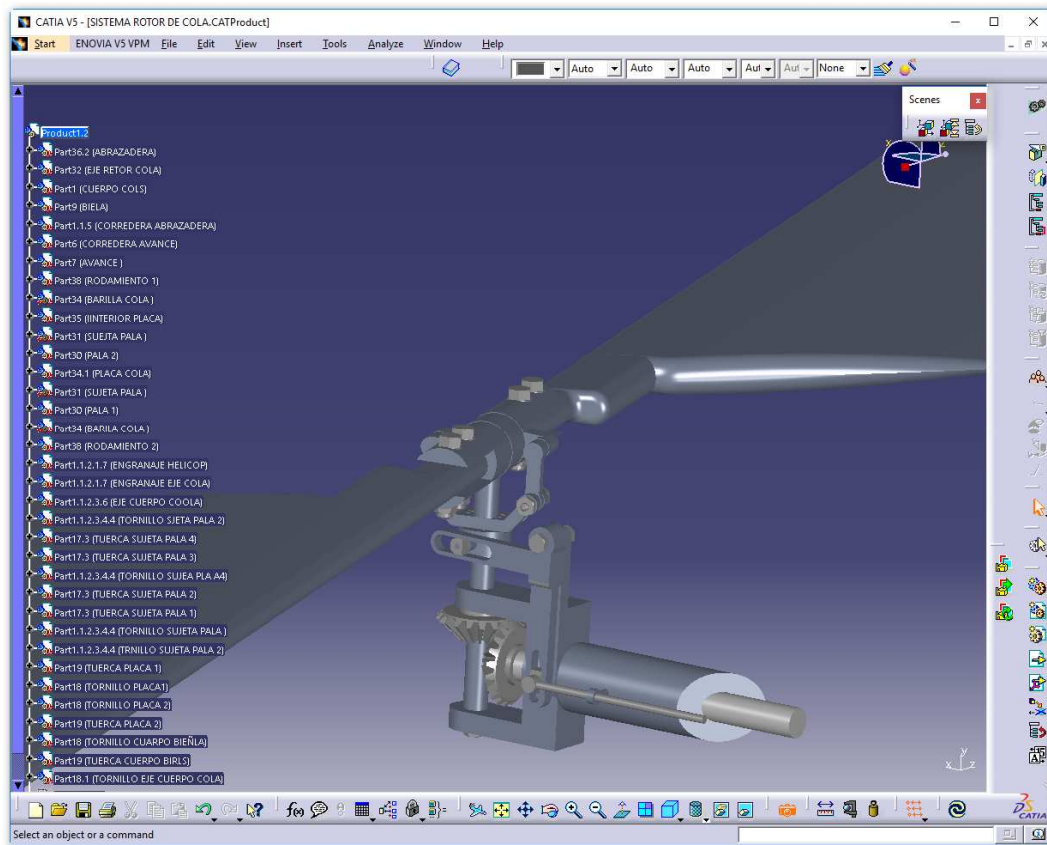 CATIA V5 - [SISTEMA ROTOR DE COLA.CATProduct]
Start ENOVIA V5 VPM File Edit View Insert Tools Analyze Window Help
Auto Auto Auto Aut Aut None
Scenes x
Product1.2
Part36.2 (ABRAZADERA)
Part32 (EJE RETOR COLA)
Part1 (CUERPO COLS)
Part9 (BIELA)
Part1.1.5 (CORREDERA ABRAZADERA)
Part6 (CORREDERA AVANCE)
Part7 (AVANCE )
Part38 (RODAMIENTO 1)
Part34 (BARILLA COLA )
Part35 (IINTERIOR PLACA)
Part31 (SUEJTA PALA )
Part30 (PALA 2)
Part34.1 (PLACA COLA)
Part31 (SUJETA PALA )
Part30 (PALA 1)
Part34 (BARILA COLA )
Part38 (RODAMIENTO 2)
Part1.1.2.1.7 (ENGRANAJE HELICOP)
Part1.1.2.1.7 (ENGRANAJE EJE COLA)
Part1.1.2.3.6 (EJE CUERPO COOLA)
Part1.1.2.3.4.4 (TORNILLO SJETA PALA 2)
Part17.3 (TUERCA SUJETA PALA 4)
Part17.3 (TUERCA SUJETA PALA 3)
Part1.1.2.3.4.4 (TORNILLO SUJEA PLA A4)
Part17.3 (TUERCA SUJETA PALA 2)
Part17.3 (TUERCA SUJETA PALA 1)
Part1.1.2.3.4.4 (TORNILLO SUJETA PALA )
Part1.1.2.3.4.4 (TRNILLO SUJETA PALA 2)
Part19 (TUERCA PLACA 1)
Part18 (TORNILLO PLACA1)
Part18 (TORNILLO PLACA 2)
Part19 (TUERCA PLACA 2)
Part18 (TORNILLO CUARPO BIEÑLA)
Part19 (TUERCA CUERPO BIRLS)
Part18.1 (TORNILLO EJE CUERPO COLA)
y
x z
f(x)
CATIA
Select an object or a command